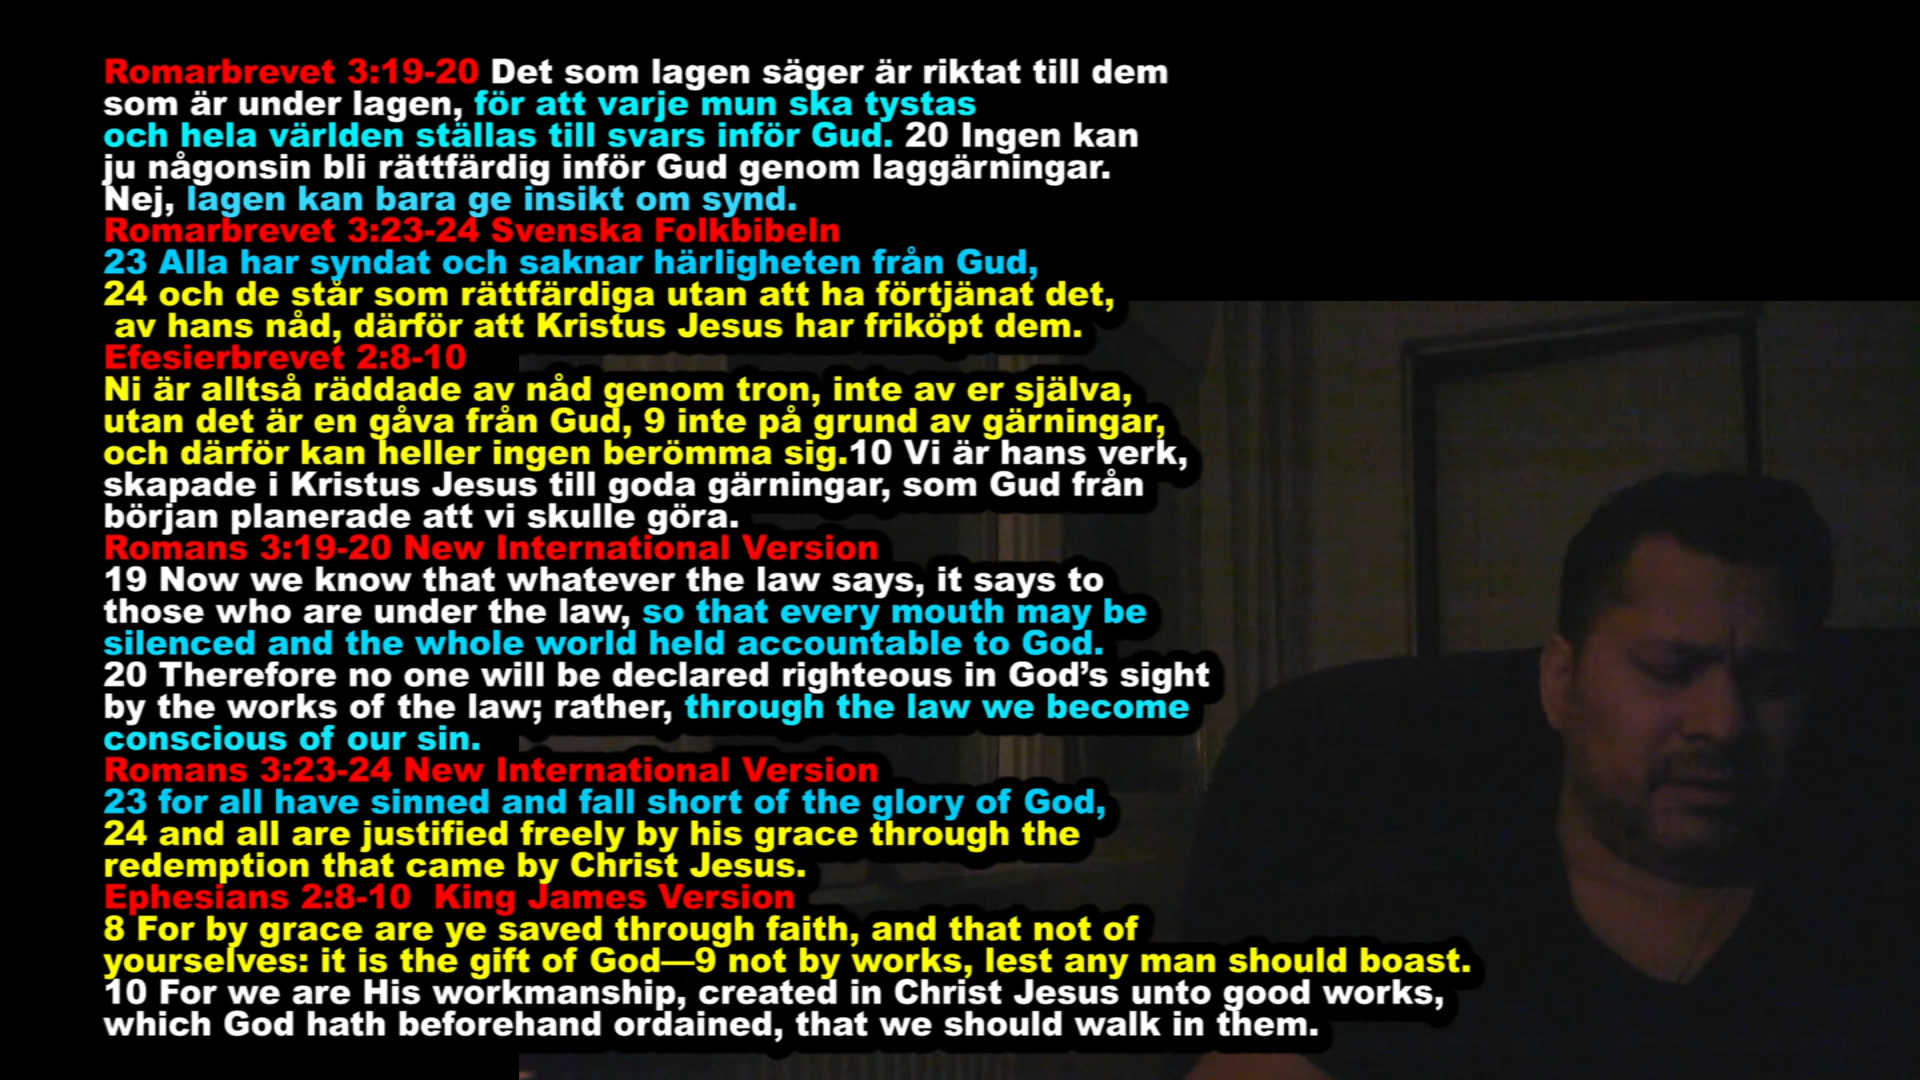 Romarbrevet 3:19-20 Det som lagen säger är riktat till dem
som är under lagen, för att varje mun ska tystas
och hela världen ställas till svars inför Gud. 20 Ingen kan
ju någonsin bli rättfärdig inför Gud genom laggärningar.
Nej, lagen kan bara ge insikt om synd.
Romarbrevet 3:23-24 Svenska Folkbibeln
23 Alla har syndat och saknar härligheten från Gud,
24 och de står som rättfärdiga utan att ha förtjänat det,
av hans nåd, därför att Kristus Jesus har friköpt dem.
Efesierbrevet 2:8-10
Ni är alltså räddade av nåd genom tron, inte av er själva,
utan det är en gåva från Gud, 9 inte på grund av gärningar,
och därför kan heller ingen berömma sig.10 Vi är hans verk,
skapade i Kristus Jesus till goda gärningar, som Gud från
början planerade att vi skulle göra.
Romans 3:19-20 New International Version
19 Now we know that whatever the law says, it says to
those who are under the law, so that every mouth may be
silenced and the whole world held accountable to God.
20 Therefore no one will be declared righteous in God’s sight
by the works of the law; rather, through the law we become
conscious of our sin.
Romans 3:23-24 New International Version
23 for all have sinned and fall short of the glory of God,
24 and all are justified freely by his grace through the
redemption that came by Christ Jesus.
Ephesians 2:8-10 King James Version
8 For by grace are ye saved through faith, and that not of
yourselves: it is the gift of God—9 not by works, lest any man should boast.
10 For we are His workmanship, created in Christ Jesus unto good works,
which God hath beforehand ordained, that we should walk in them.